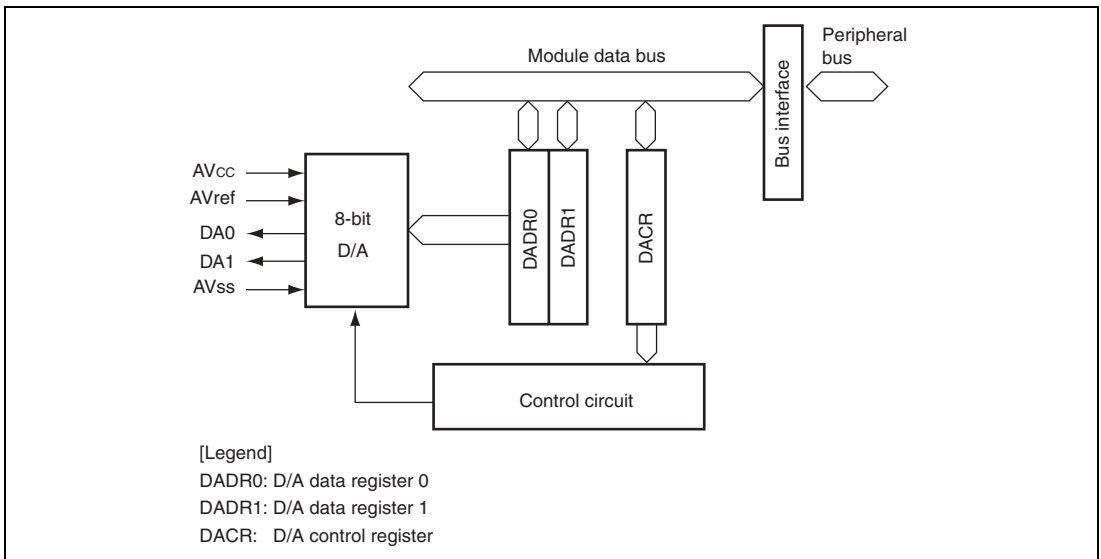 Module data bus
Peripheral
bus
Bus interface
AVCC
AVref
DA0
DA1
AVss
8-bit
D/A
DADR0
DADR1
DACR
Control circuit
[Legend]
DADR0: D/A data register 0
DADR1: D/A data register 1
DACR: D/A control register